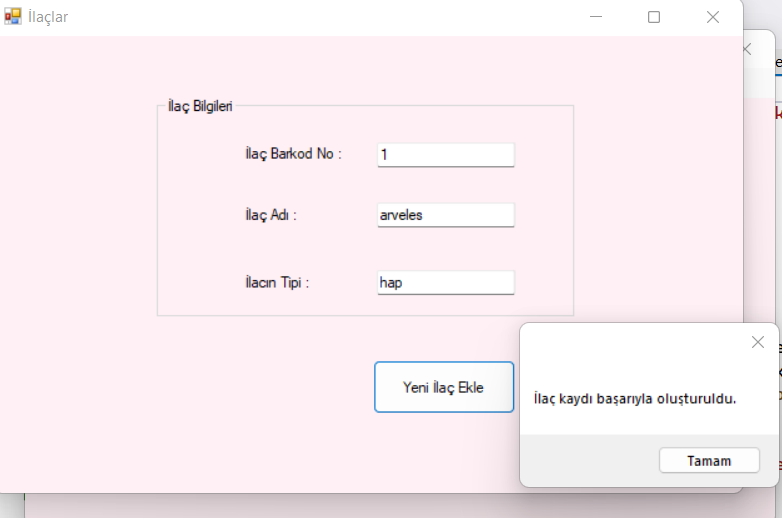 İlaçlar
İlaç Bilgileri
İlaç Barkod No : 1
İlaç Adı : arveles
İlacın Tipi : hap
Yeni İlaç Ekle
İlaç kaydı başarıyla oluşturuldu.
Tamam